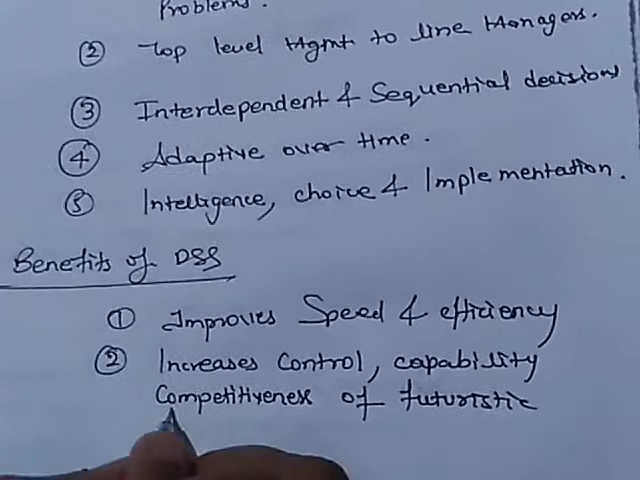 Problems.
② Top level Mgmt to line Managers.
③ Interdependent & Sequential decisions
④ Adaptive over time.
⑤ Intelligence, choice & Implementation.
Benefits of DSS
① Improves Speed & efficiency
② Increases Control, capability
Competitiveness of futuristic